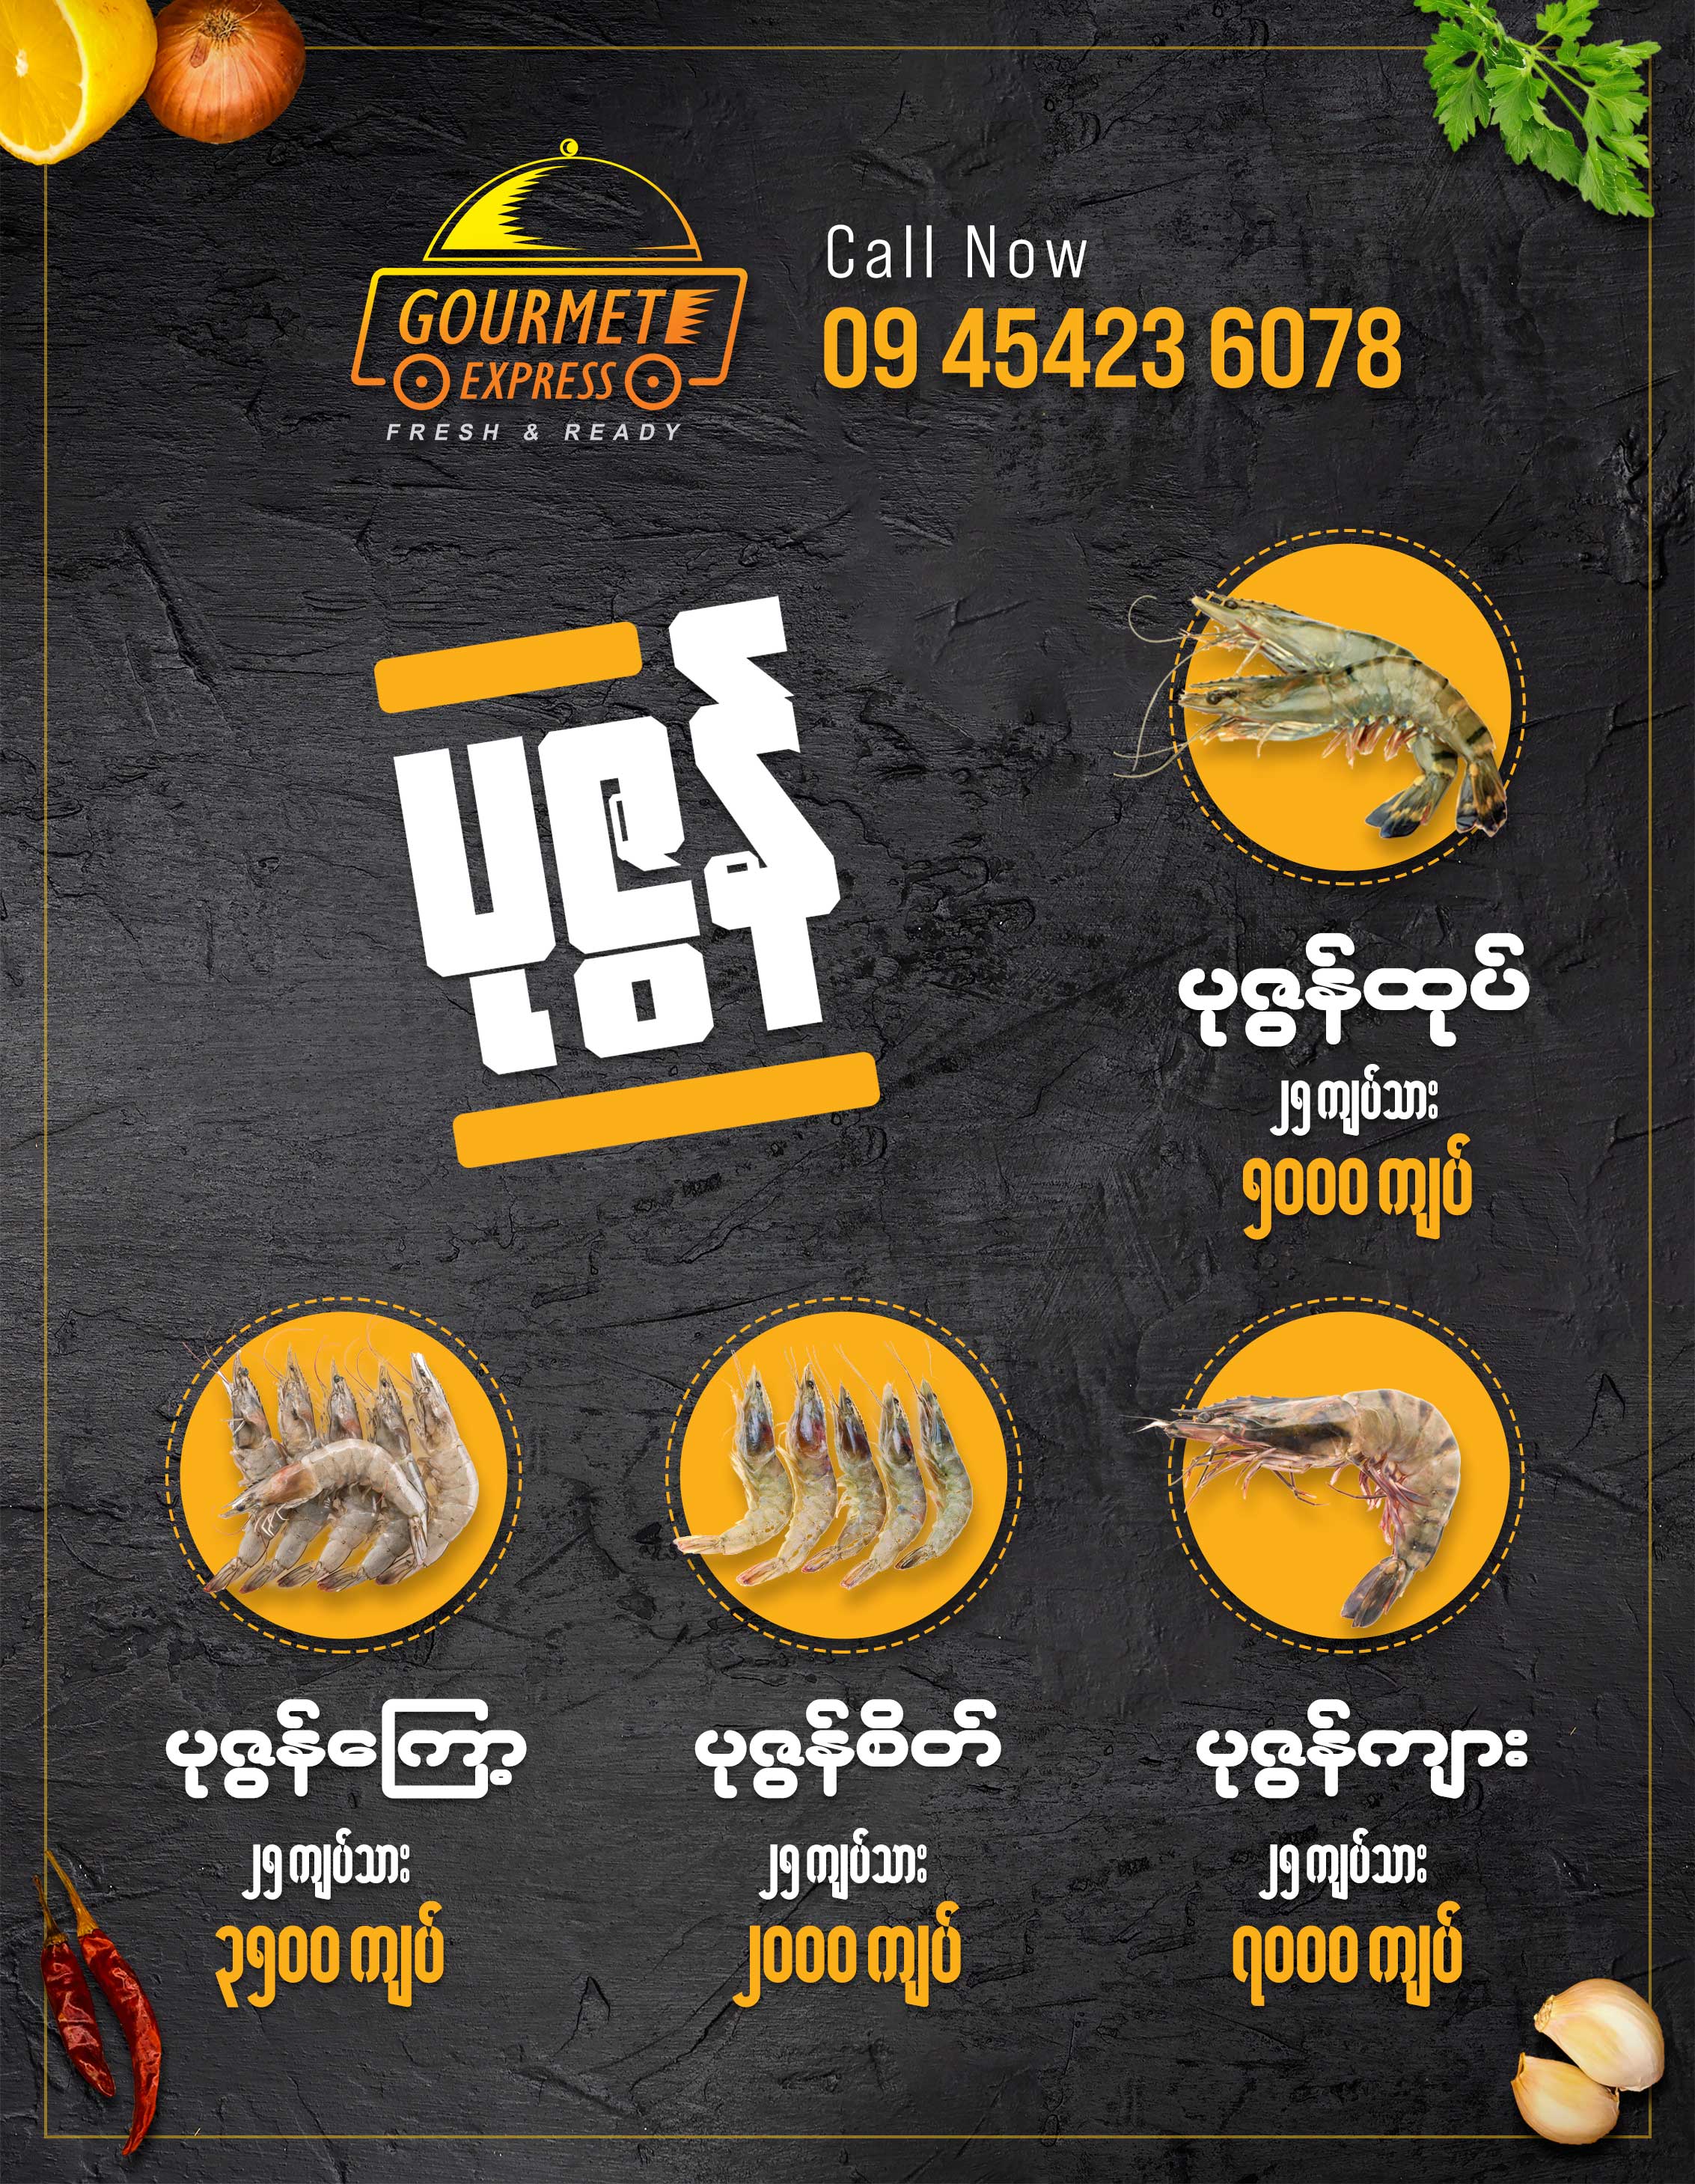 GOURMET
EXPRESS
FRESH & READY
Call Now
09 45423 6078
ပုဇွန်
ပုဇွန်ထုပ်
၂၅ ကျပ်သား
၅၀၀၀ ကျပ်
ပုဇွန်ကြော့
၂၅ ကျပ်သား
၃၅၀၀ ကျပ်
ပုဇွန်စိတ်
၂၅ ကျပ်သား
၂၀၀၀ ကျပ်
ပုဇွန်ကျား
၂၅ ကျပ်သား
၇၀၀၀ ကျပ်